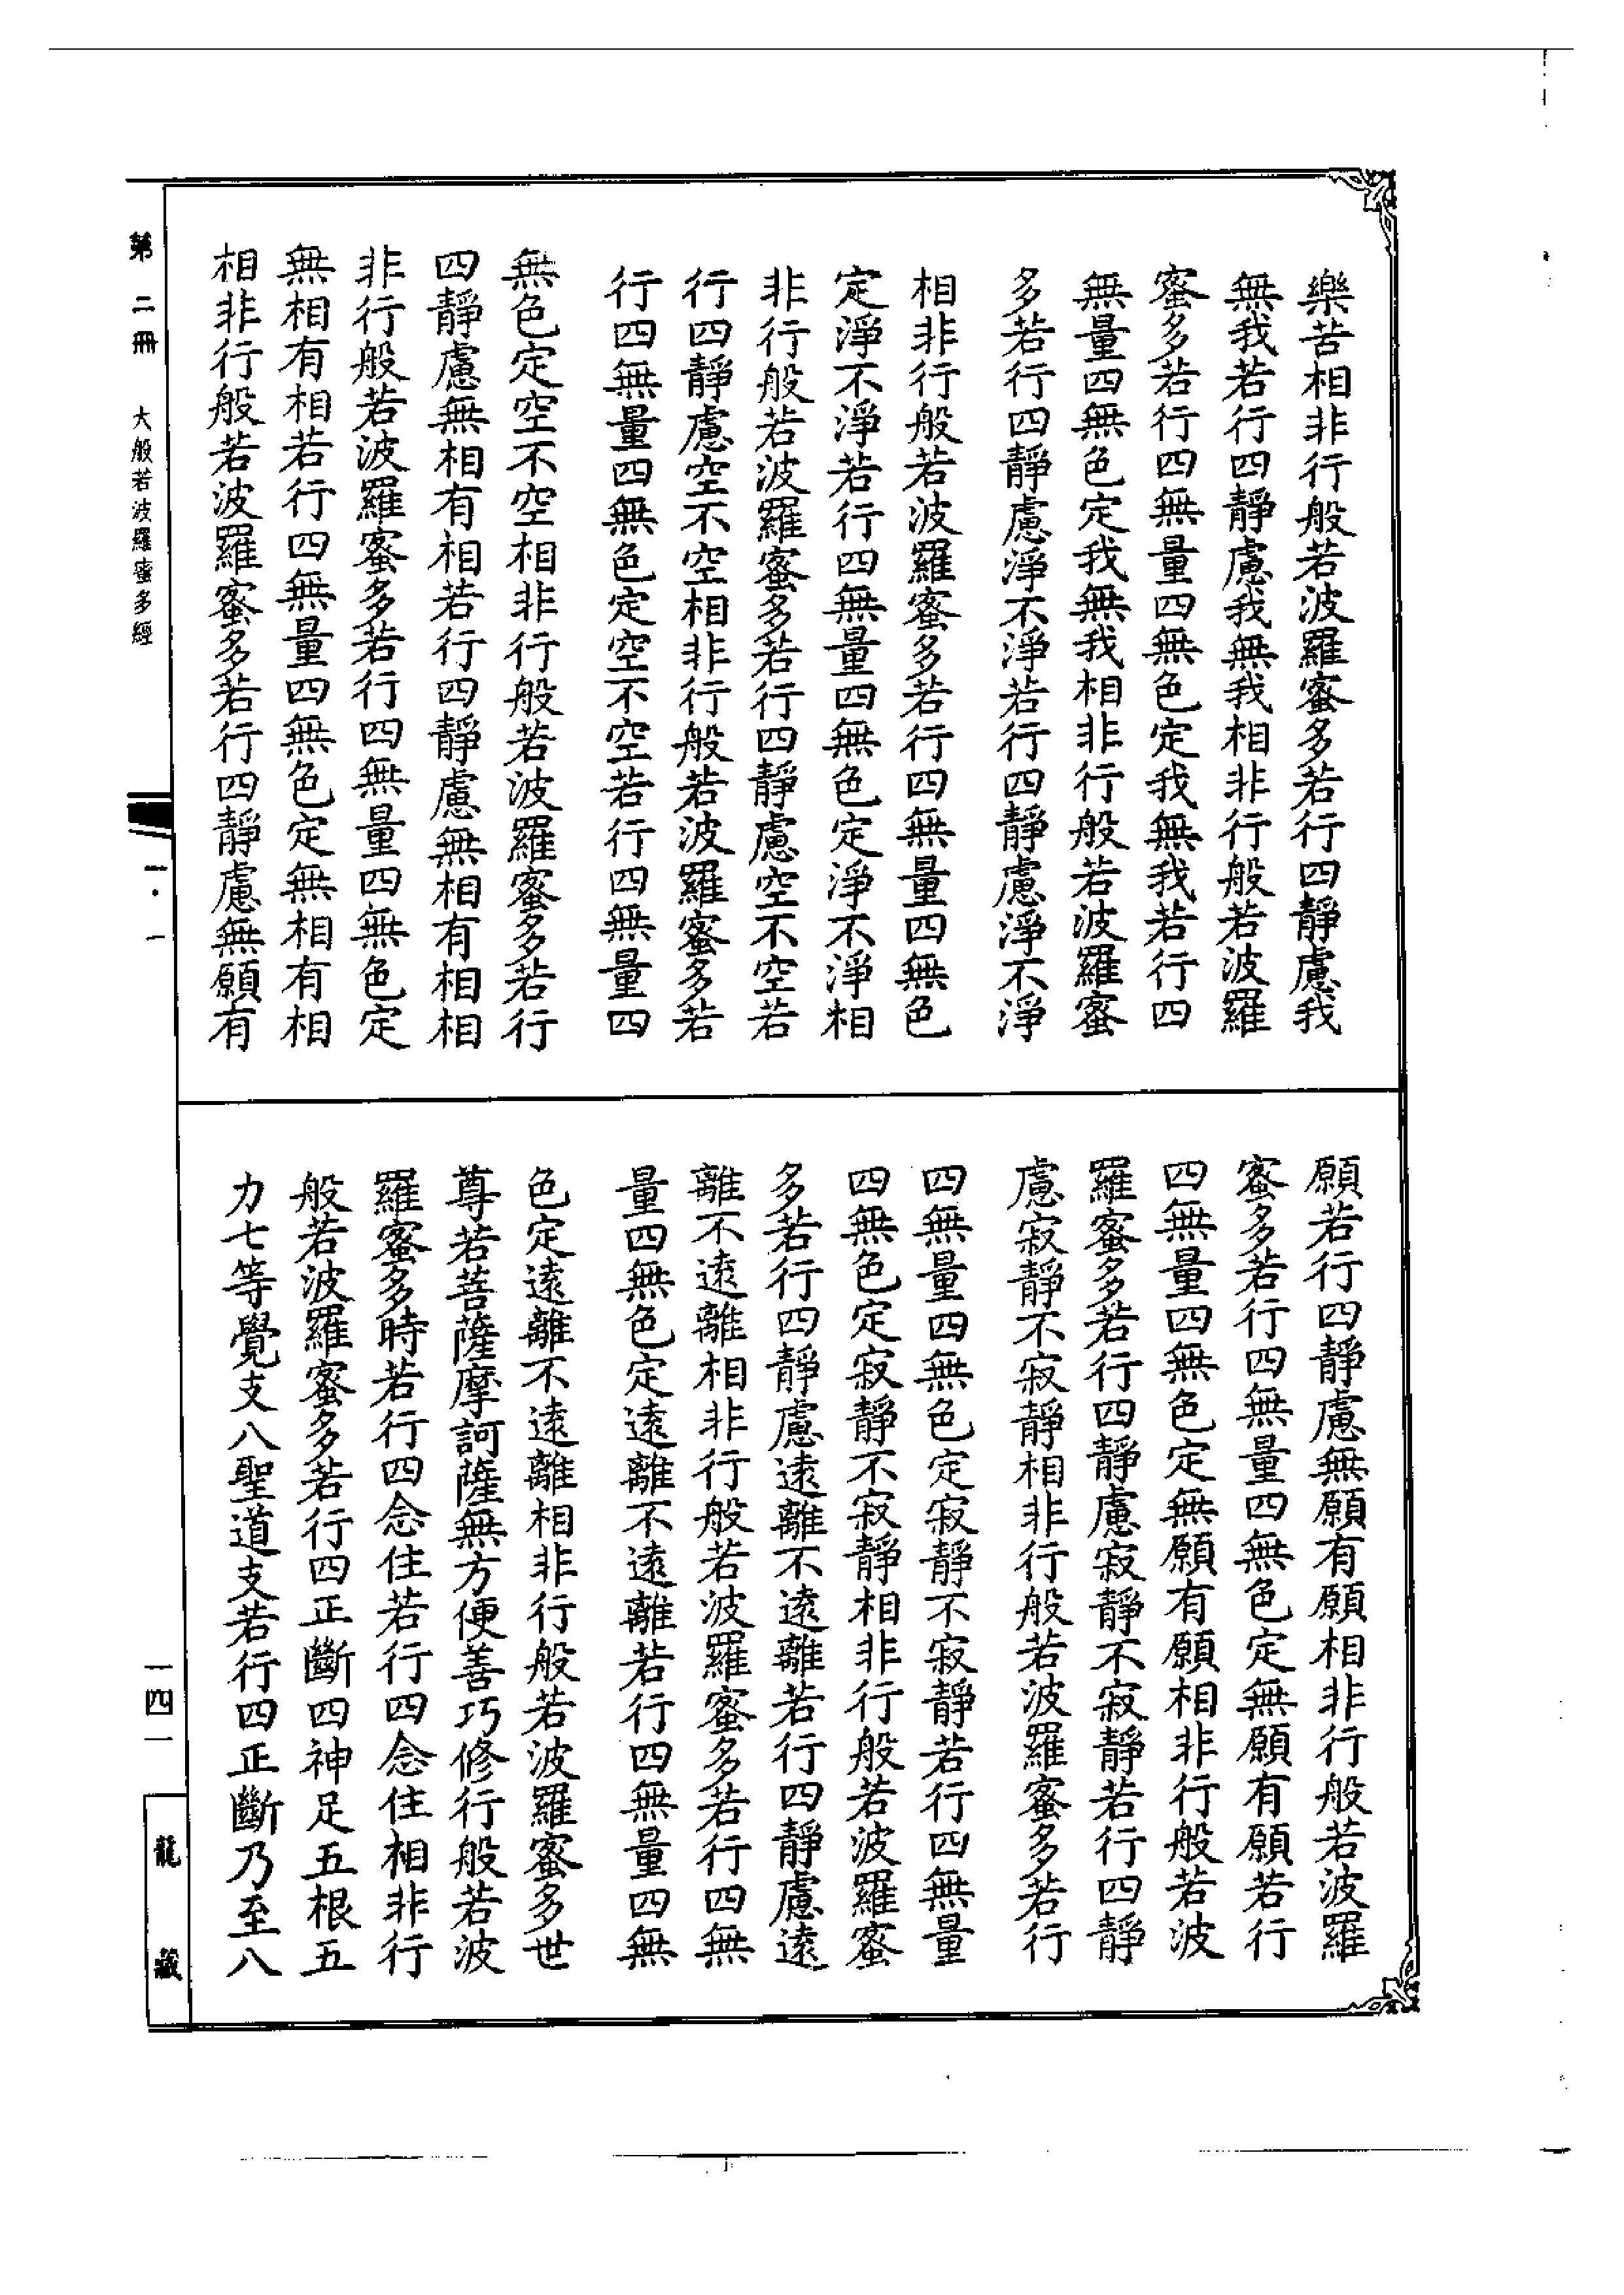 樂苦相非行般若波羅蜜多若行四靜慮我
無我若行四靜慮我無我相非行般若波羅
蜜多若行四無量四無色定我無我若行四
無量四無色定我無我相非行般若波羅蜜
多若行四靜慮淨不淨若行四靜慮淨不淨
相非行般若波羅蜜多若行四無量四無色
定淨不淨若行四無量四無色定淨不淨相
非行般若波羅蜜多若行四靜慮空不空若
行四靜慮空不空相非行般若波羅蜜多若
行四無量四無色定空不空若行四無量四
無色定空不空相非行般若波羅蜜多若行
四靜慮無相有相若行四靜慮無相有相相
非行般若波羅蜜多若行四無量四無色定
無相有相若行四無量四無色定無相有相
相非行般若波羅蜜多若行四靜慮無願有
願若行四靜慮無願有願相非行般若波羅
蜜多若行四無量四無色定無願有願若行
四無量四無色定無願有願相非行般若波
羅蜜多若行四靜慮寂靜不寂靜若行四靜
慮寂靜不寂靜相非行般若波羅蜜多若行
四無量四無色定寂靜不寂靜若行四無量
四無色定寂靜不寂靜相非行般若波羅蜜
多若行四靜慮遠離不遠離若行四靜慮遠
離不遠離相非行般若波羅蜜多若行四無
量四無色定遠離不遠離若行四無量四無
色定遠離不遠離相非行般若波羅蜜多世
尊若菩薩摩訶薩無方便善巧修行般若波
羅蜜多時若行四念住若行四念住相非行
般若波羅蜜多若行四正斷四神足五根五
力七等覺支八聖道支若行四正斷乃至八
第二冊 大般若波羅蜜多經
一·一
一四一
龍藏